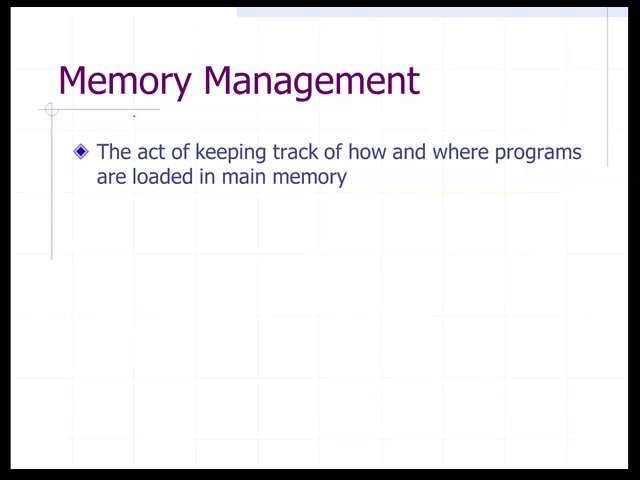 Memory Management
The act of keeping track of how and where programs
are loaded in main memory